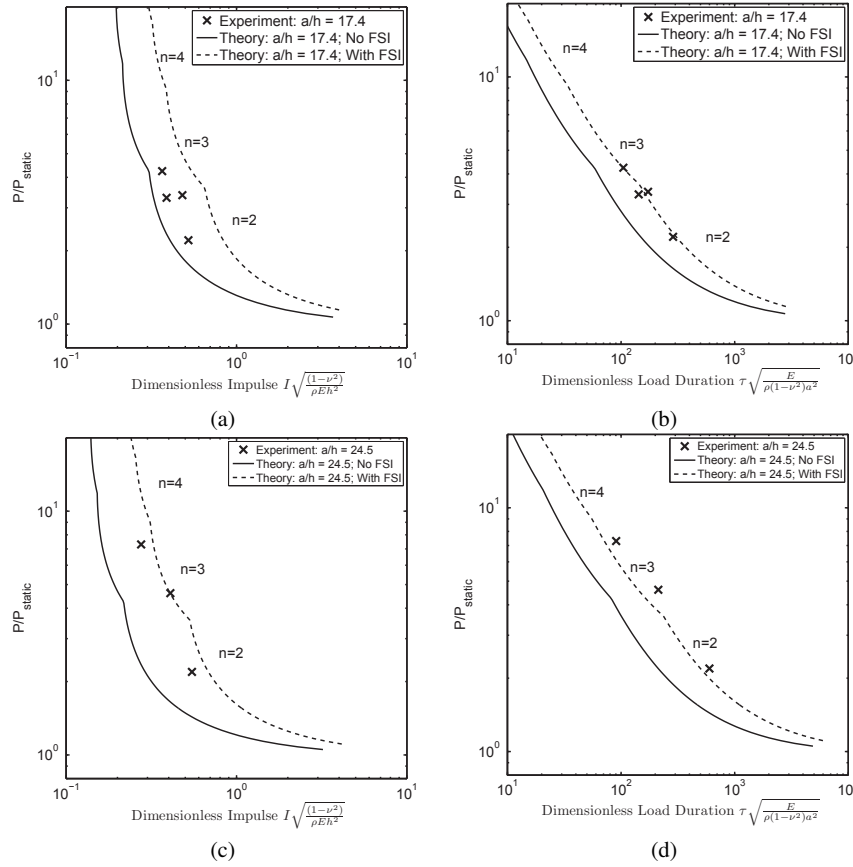 Experiment: a/h = 17.4
Theory: a/h = 17.4; No FSI
Theory: a/h = 17.4; With FSI
n=4
n=3
n=2
P/P_static
10^1
10^0
10^-1
10^0
10^1
Dimensionless Impulse I√((1−ν²)/(ρEh²))
(a)
Experiment: a/h = 17.4
Theory: a/h = 17.4; No FSI
Theory: a/h = 17.4; With FSI
n=4
n=3
n=2
P/P_static
10^1
10^0
10^1
10^2
10^3
10
Dimensionless Load Duration τ√(E/(ρ(1−ν²)a²))
(b)
Experiment: a/h = 24.5
Theory: a/h = 24.5; No FSI
Theory: a/h = 24.5; With FSI
n=4
n=3
n=2
P/P_static
10^1
10^0
10^-1
10^0
10^1
Dimensionless Impulse I√((1−ν²)/(ρEh²))
(c)
Experiment: a/h = 24.5
Theory: a/h = 24.5; No FSI
Theory: a/h = 24.5; With FSI
n=4
n=3
n=2
P/P_static
10^1
10^0
10^1
10^2
10^3
10
Dimensionless Load Duration τ√(E/(ρ(1−ν²)a²))
(d)